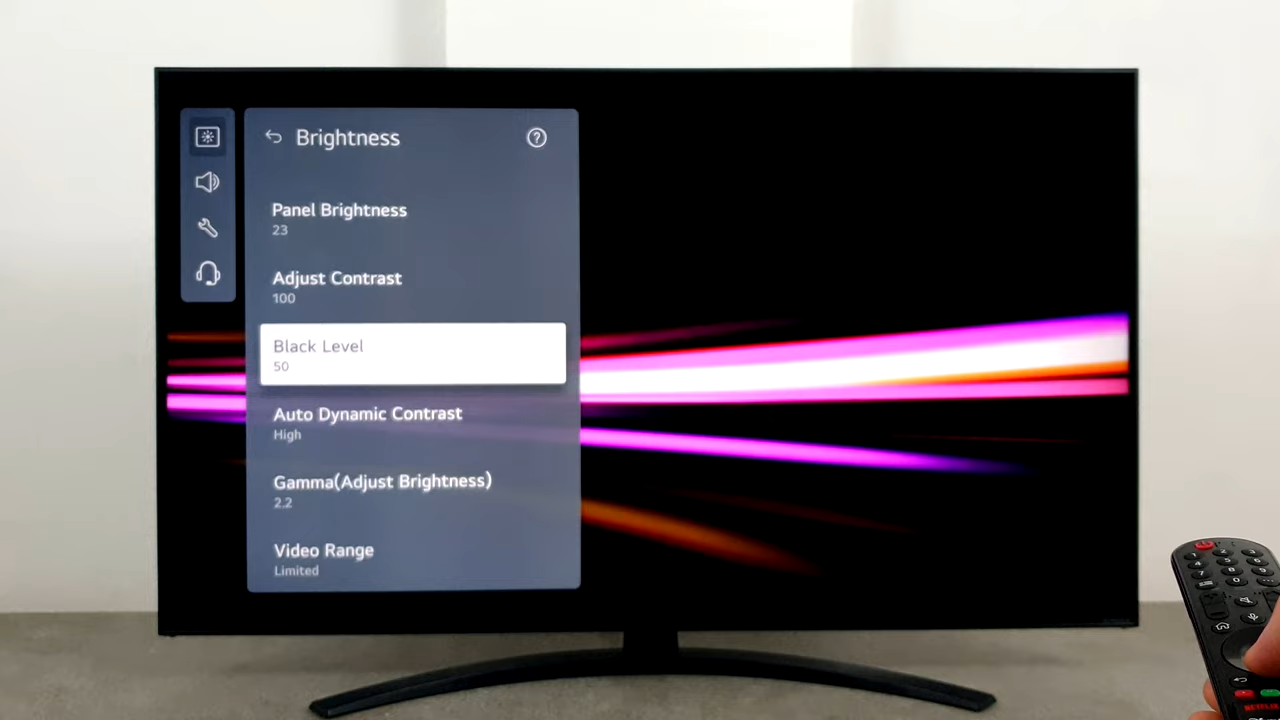 Brightness
?
Panel Brightness
23
Adjust Contrast
100
Black Level
50
Auto Dynamic Contrast
High
Gamma(Adjust Brightness)
2.2
Video Range
Limited
NETFLIX